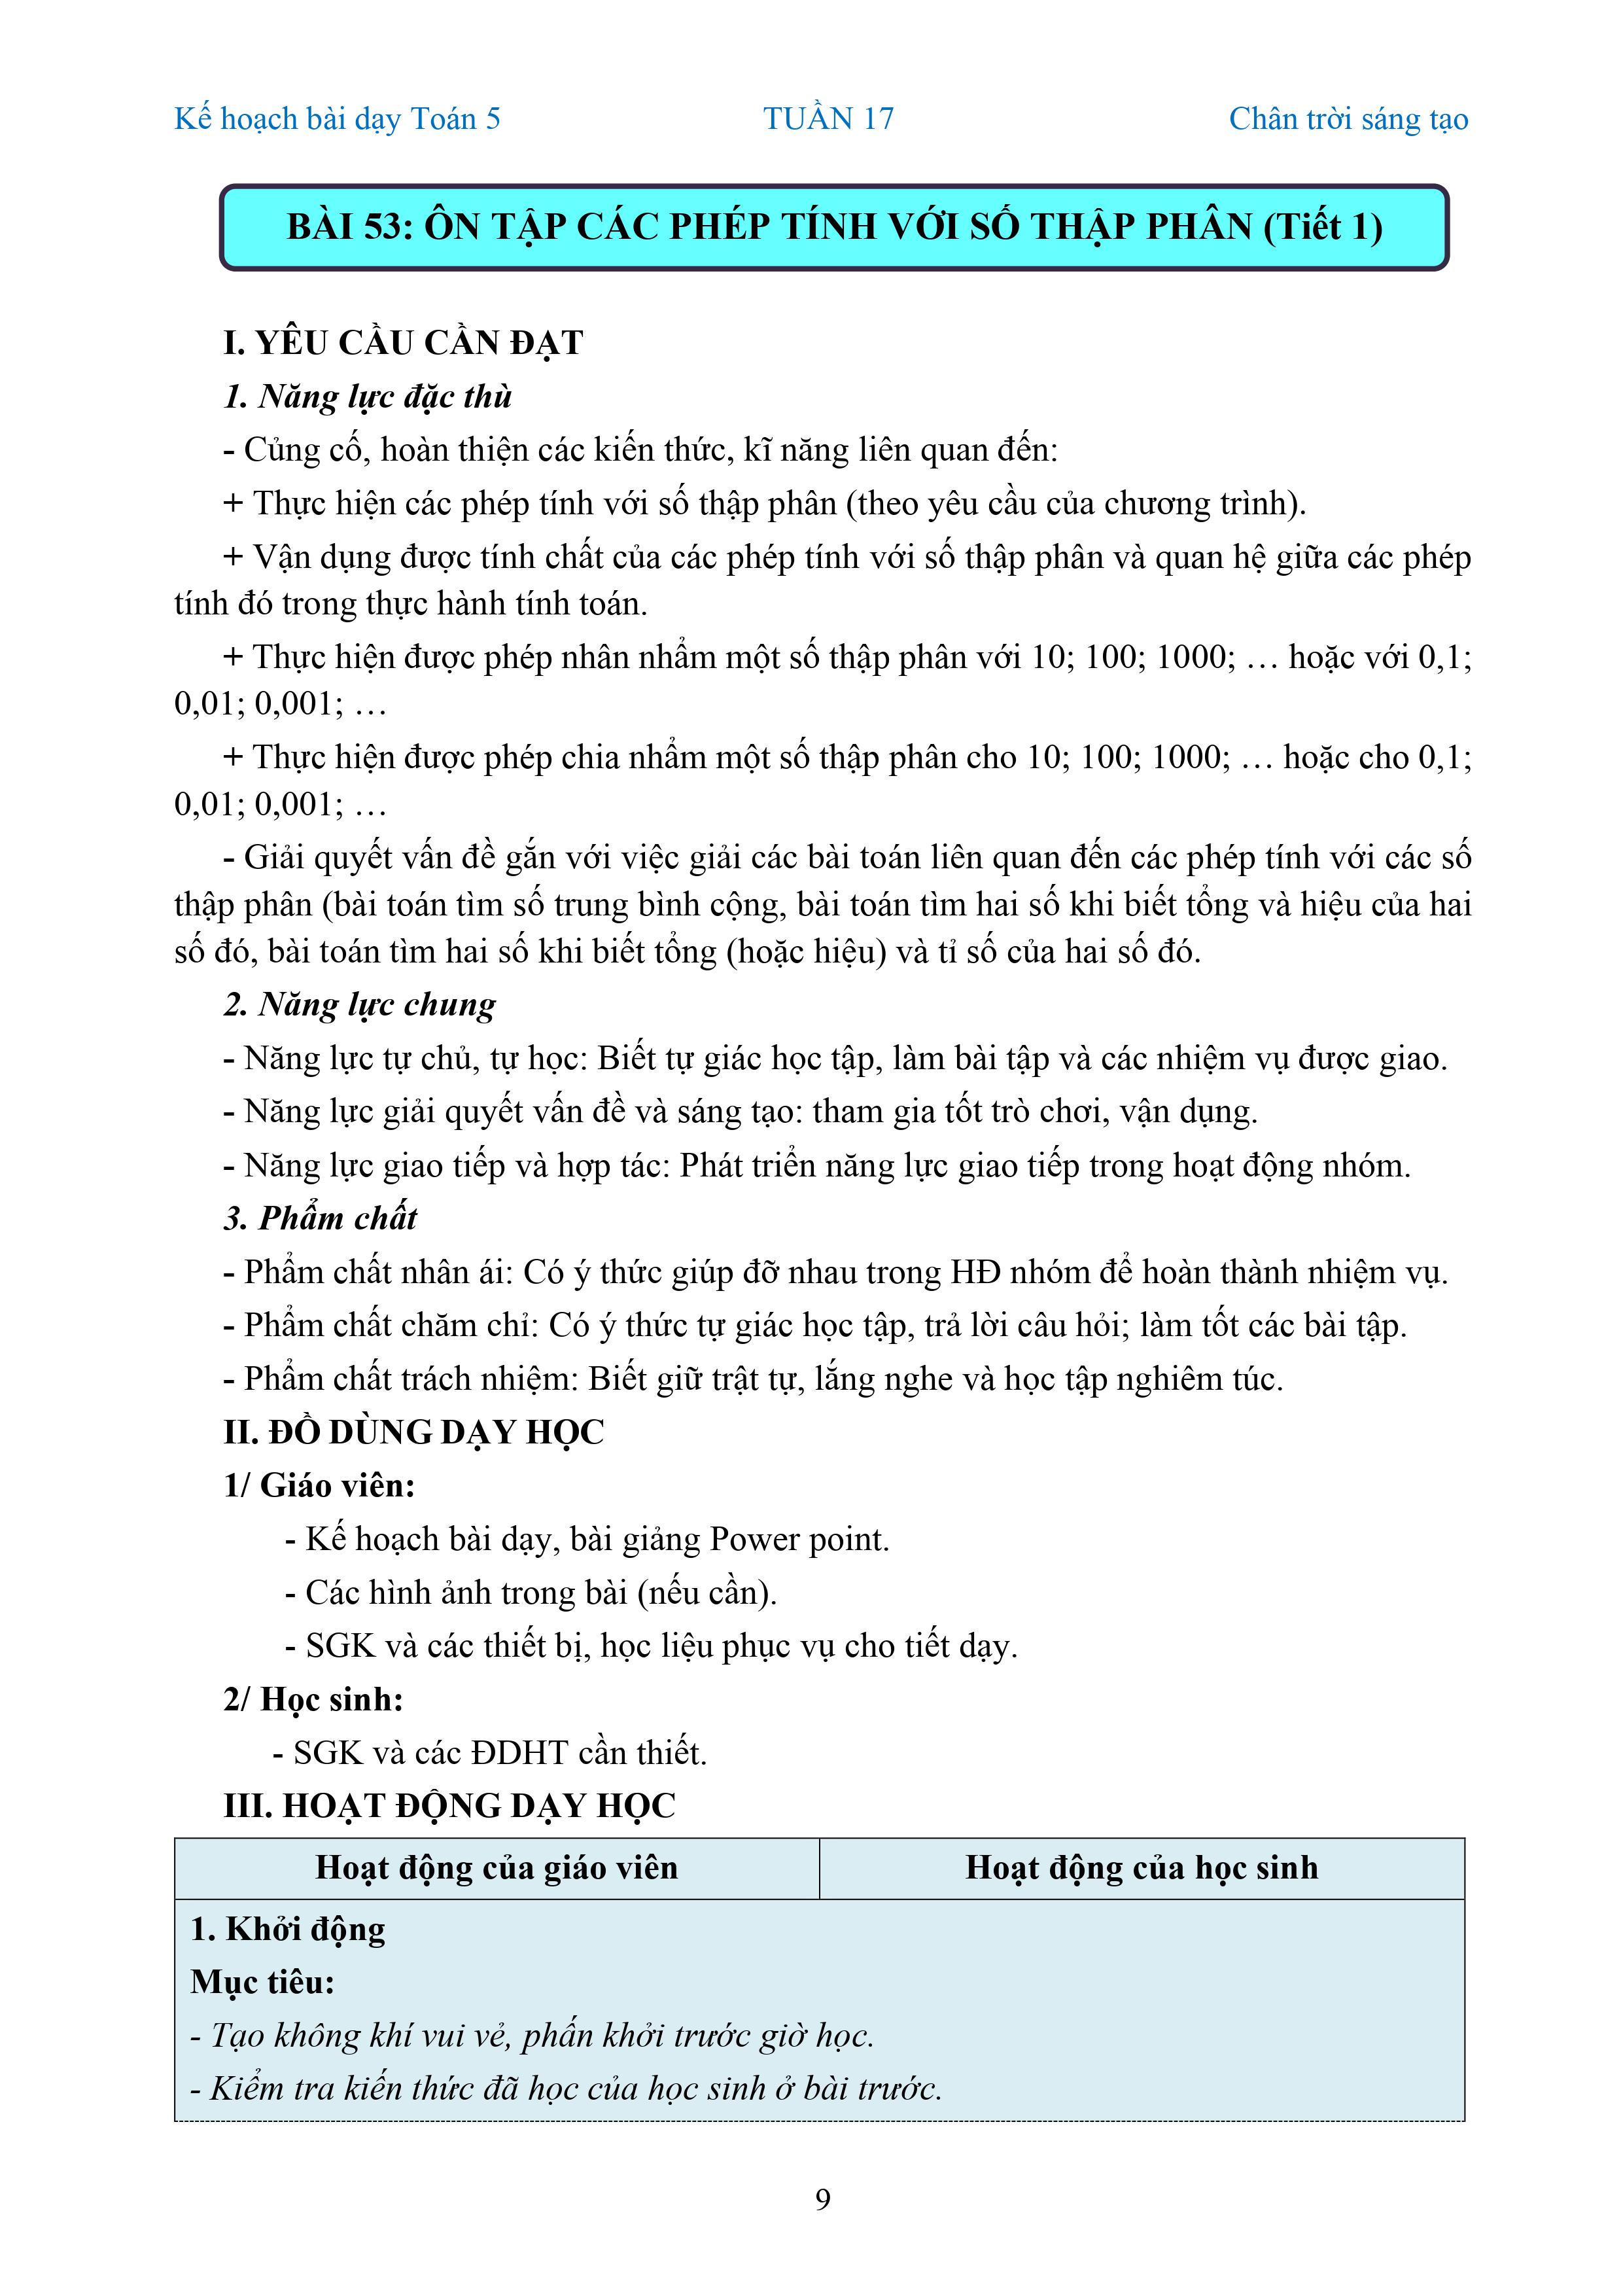 Kế hoạch bài dạy Toán 5 TUẦN 17 Chân trời sáng tạo
BÀI 53: ÔN TẬP CÁC PHÉP TÍNH VỚI SỐ THẬP PHÂN (Tiết 1)
I. YÊU CẦU CẦN ĐẠT
1. Năng lực đặc thù
- Củng cố, hoàn thiện các kiến thức, kĩ năng liên quan đến:
+ Thực hiện các phép tính với số thập phân (theo yêu cầu của chương trình).
+ Vận dụng được tính chất của các phép tính với số thập phân và quan hệ giữa các phép
tính đó trong thực hành tính toán.
+ Thực hiện được phép nhân nhẩm một số thập phân với 10; 100; 1000; … hoặc với 0,1;
0,01; 0,001; …
+ Thực hiện được phép chia nhẩm một số thập phân cho 10; 100; 1000; … hoặc cho 0,1;
0,01; 0,001; …
- Giải quyết vấn đề gắn với việc giải các bài toán liên quan đến các phép tính với các số
thập phân (bài toán tìm số trung bình cộng, bài toán tìm hai số khi biết tổng và hiệu của hai
số đó, bài toán tìm hai số khi biết tổng (hoặc hiệu) và tỉ số của hai số đó.
2. Năng lực chung
- Năng lực tự chủ, tự học: Biết tự giác học tập, làm bài tập và các nhiệm vụ được giao.
- Năng lực giải quyết vấn đề và sáng tạo: tham gia tốt trò chơi, vận dụng.
- Năng lực giao tiếp và hợp tác: Phát triển năng lực giao tiếp trong hoạt động nhóm.
3. Phẩm chất
- Phẩm chất nhân ái: Có ý thức giúp đỡ nhau trong HĐ nhóm để hoàn thành nhiệm vụ.
- Phẩm chất chăm chỉ: Có ý thức tự giác học tập, trả lời câu hỏi; làm tốt các bài tập.
- Phẩm chất trách nhiệm: Biết giữ trật tự, lắng nghe và học tập nghiêm túc.
II. ĐỒ DÙNG DẠY HỌC
1/ Giáo viên:
- Kế hoạch bài dạy, bài giảng Power point.
- Các hình ảnh trong bài (nếu cần).
- SGK và các thiết bị, học liệu phục vụ cho tiết dạy.
2/ Học sinh:
- SGK và các ĐDHT cần thiết.
III. HOẠT ĐỘNG DẠY HỌC
Hoạt động của giáo viên Hoạt động của học sinh
1. Khởi động
Mục tiêu:
- Tạo không khí vui vẻ, phấn khởi trước giờ học.
- Kiểm tra kiến thức đã học của học sinh ở bài trước.
9